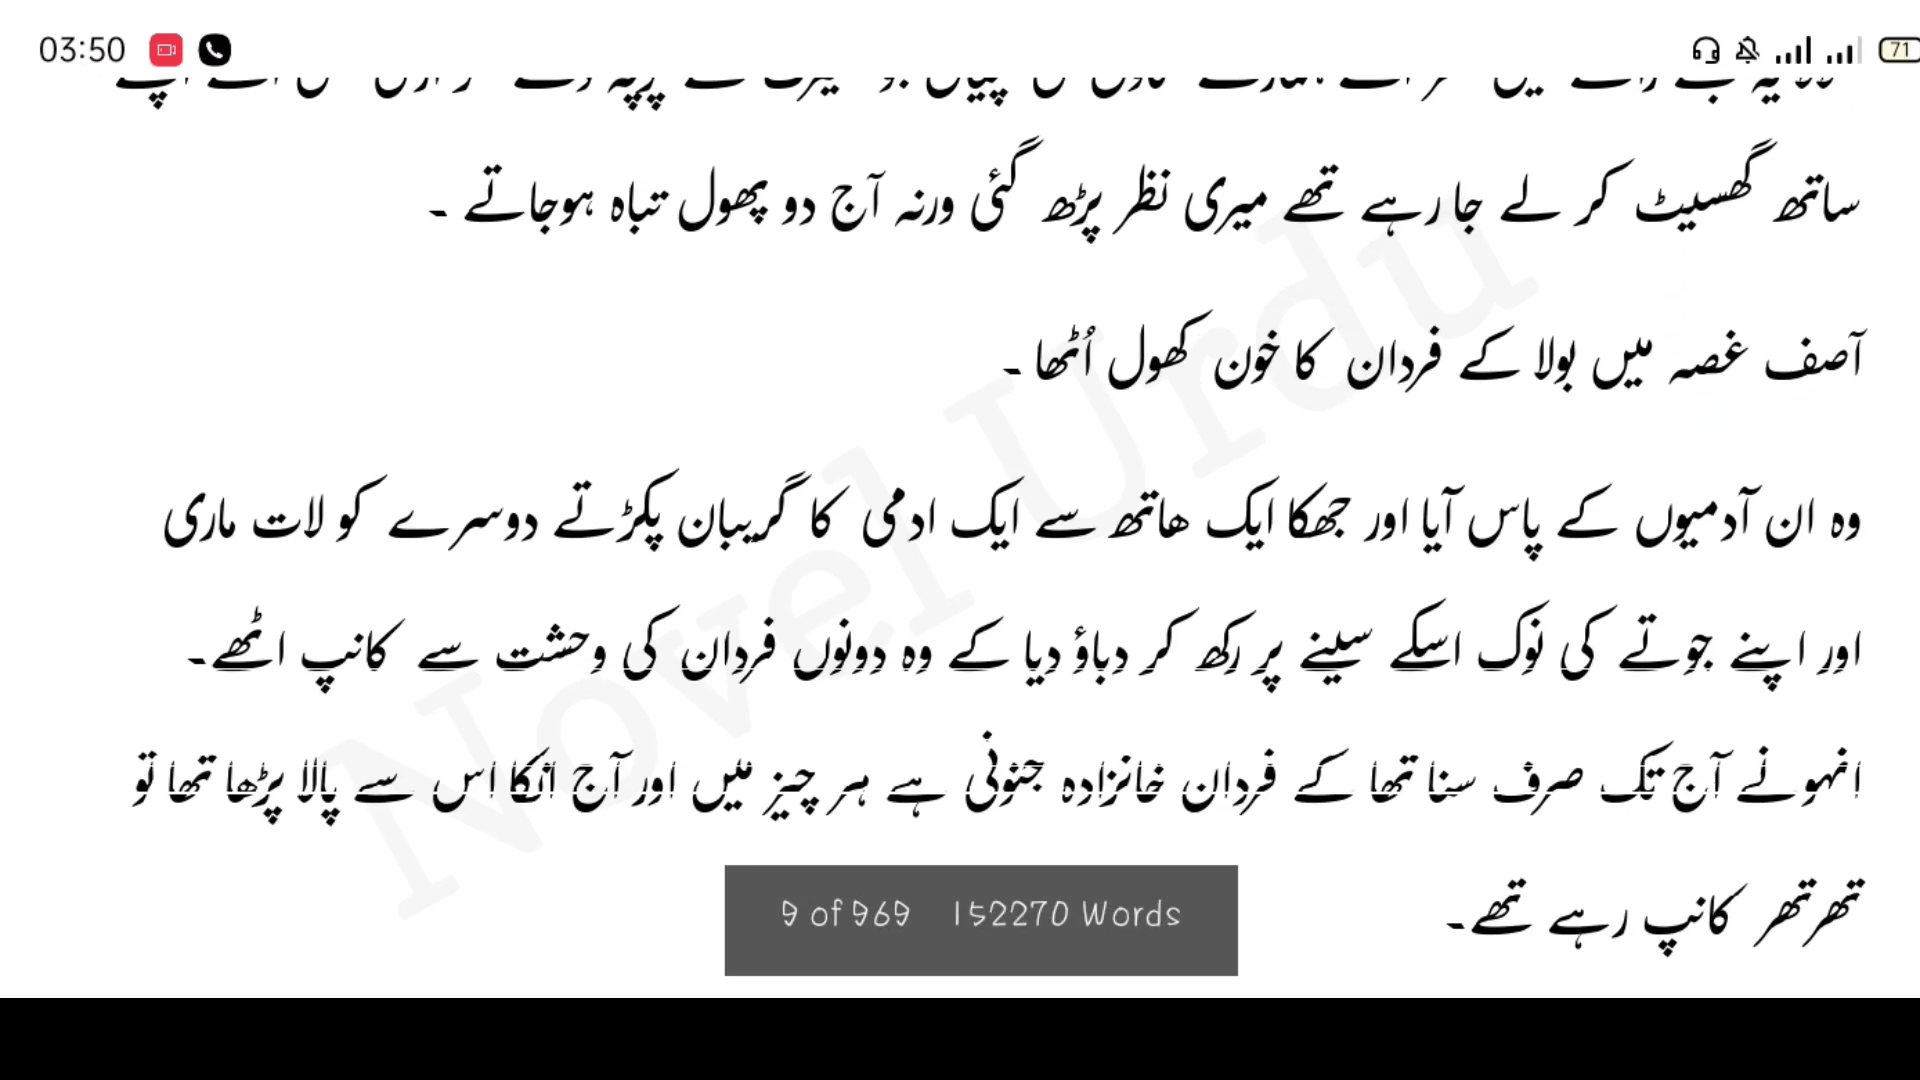 03:50
71
ساتھ گھسیٹ کر لے جا رہے تھے میری نظر پڑھ گئی ورنہ آج دو پھول تباہ ہوجاتے ۔
آصف غصہ میں بولا کے فردان کا خون کھول اُٹھا ۔
وہ ان آدمیوں کے پاس آیا اور جھکا ایک ھاتھ سے ایک ادمی کا گریبان پکڑتے دوسرے کو لات ماری
اور اپنے جوتے کی نوک اسکے سینے پر رکھ کر دباؤ دیا کے وہ دونوں فردان کی وحشت سے کانپ اٹھے۔
انہونے آج تک صرف سنا تھا کے فردان خانزادہ جنونی ہے ہر چیز میں اور آج انکا اس سے پالا پڑھا تھا تو
تھر تھر کانپ رہے تھے۔
Novel Urdu
9 of 969 152270 Words